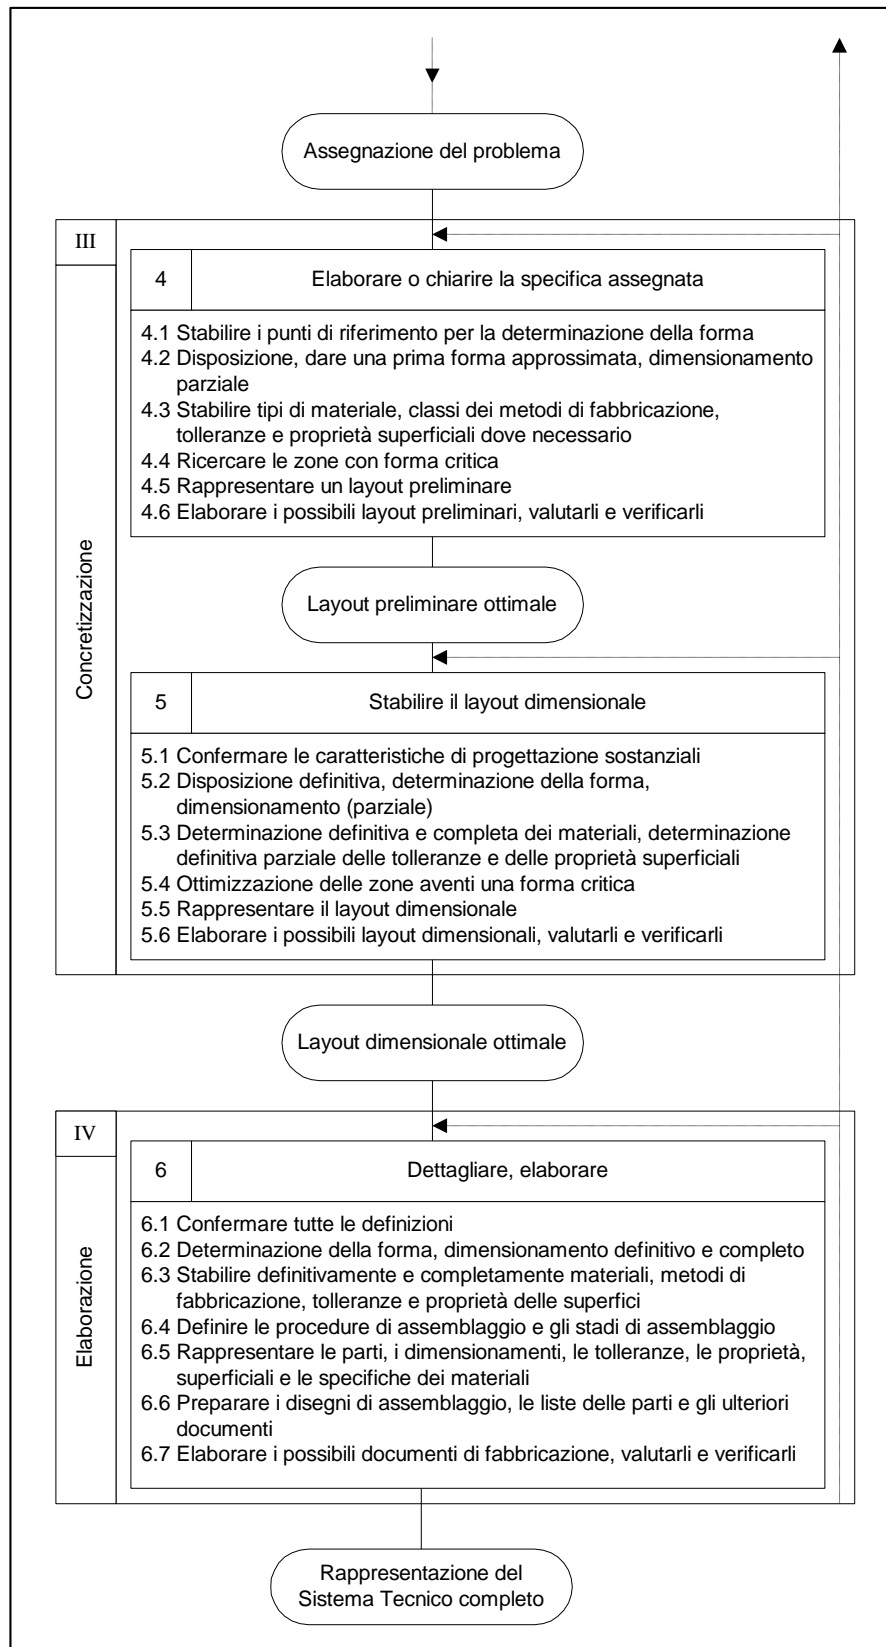 Assegnazione del problema
III
Concretizzazione
4
Elaborare o chiarire la specifica assegnata
4.1 Stabilire i punti di riferimento per la determinazione della forma
4.2 Disposizione, dare una prima forma approssimata, dimensionamento
parziale
4.3 Stabilire tipi di materiale, classi dei metodi di fabbricazione,
tolleranze e proprietà superficiali dove necessario
4.4 Ricercare le zone con forma critica
4.5 Rappresentare un layout preliminare
4.6 Elaborare i possibili layout preliminari, valutarli e verificarli
Layout preliminare ottimale
5
Stabilire il layout dimensionale
5.1 Confermare le caratteristiche di progettazione sostanziali
5.2 Disposizione definitiva, determinazione della forma,
dimensionamento (parziale)
5.3 Determinazione definitiva e completa dei materiali, determinazione
definitiva parziale delle tolleranze e delle proprietà superficiali
5.4 Ottimizzazione delle zone aventi una forma critica
5.5 Rappresentare il layout dimensionale
5.6 Elaborare i possibili layout dimensionali, valutarli e verificarli
Layout dimensionale ottimale
IV
Elaborazione
6
Dettagliare, elaborare
6.1 Confermare tutte le definizioni
6.2 Determinazione della forma, dimensionamento definitivo e completo
6.3 Stabilire definitivamente e completamente materiali, metodi di
fabbricazione, tolleranze e proprietà delle superfici
6.4 Definire le procedure di assemblaggio e gli stadi di assemblaggio
6.5 Rappresentare le parti, i dimensionamenti, le tolleranze, le proprietà,
superficiali e le specifiche dei materiali
6.6 Preparare i disegni di assemblaggio, le liste delle parti e gli ulteriori
documenti
6.7 Elaborare i possibili documenti di fabbricazione, valutarli e verificarli
Rappresentazione del
Sistema Tecnico completo